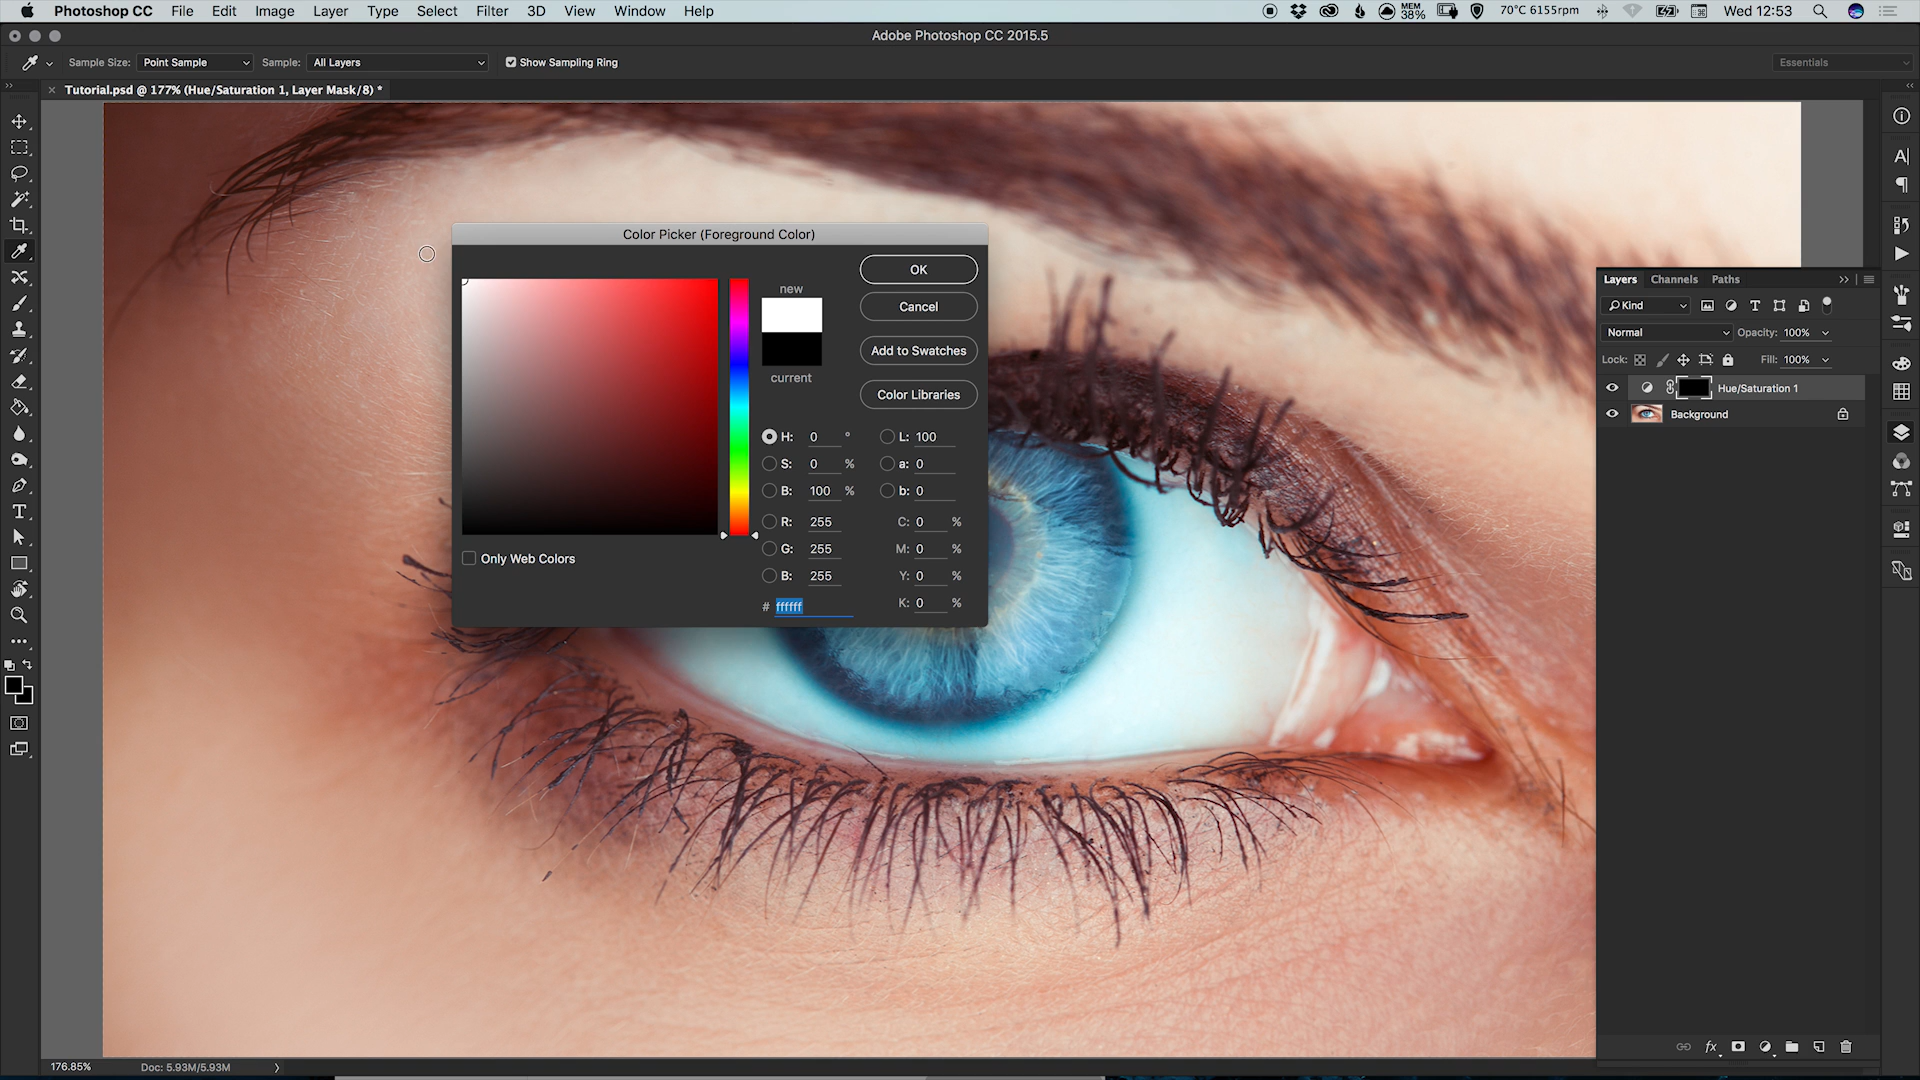 Photoshop CC File Edit Image Layer Type Select Filter 3D View Window Help MEM 38% 70°C 6155rpm Wed 12:53
Adobe Photoshop CC 2015.5
Sample Size: Point Sample Sample: All Layers Show Sampling Ring Essentials
Tutorial.psd @ 177% (Hue/Saturation 1, Layer Mask/8) *
Color Picker (Foreground Color)
OK
new
Cancel
Add to Swatches
current
Color Libraries
H: 0 ° L: 100
S: 0 % a: 0
B: 100 % b: 0
R: 255 C: 0 %
G: 255 M: 0 %
Only Web Colors
B: 255 Y: 0 %
# ffffff K: 0 %
Layers Channels Paths
Kind
Normal Opacity: 100%
Lock: Fill: 100%
Hue/Saturation 1
Background
fx
176.85% Doc: 5.93M/5.93M